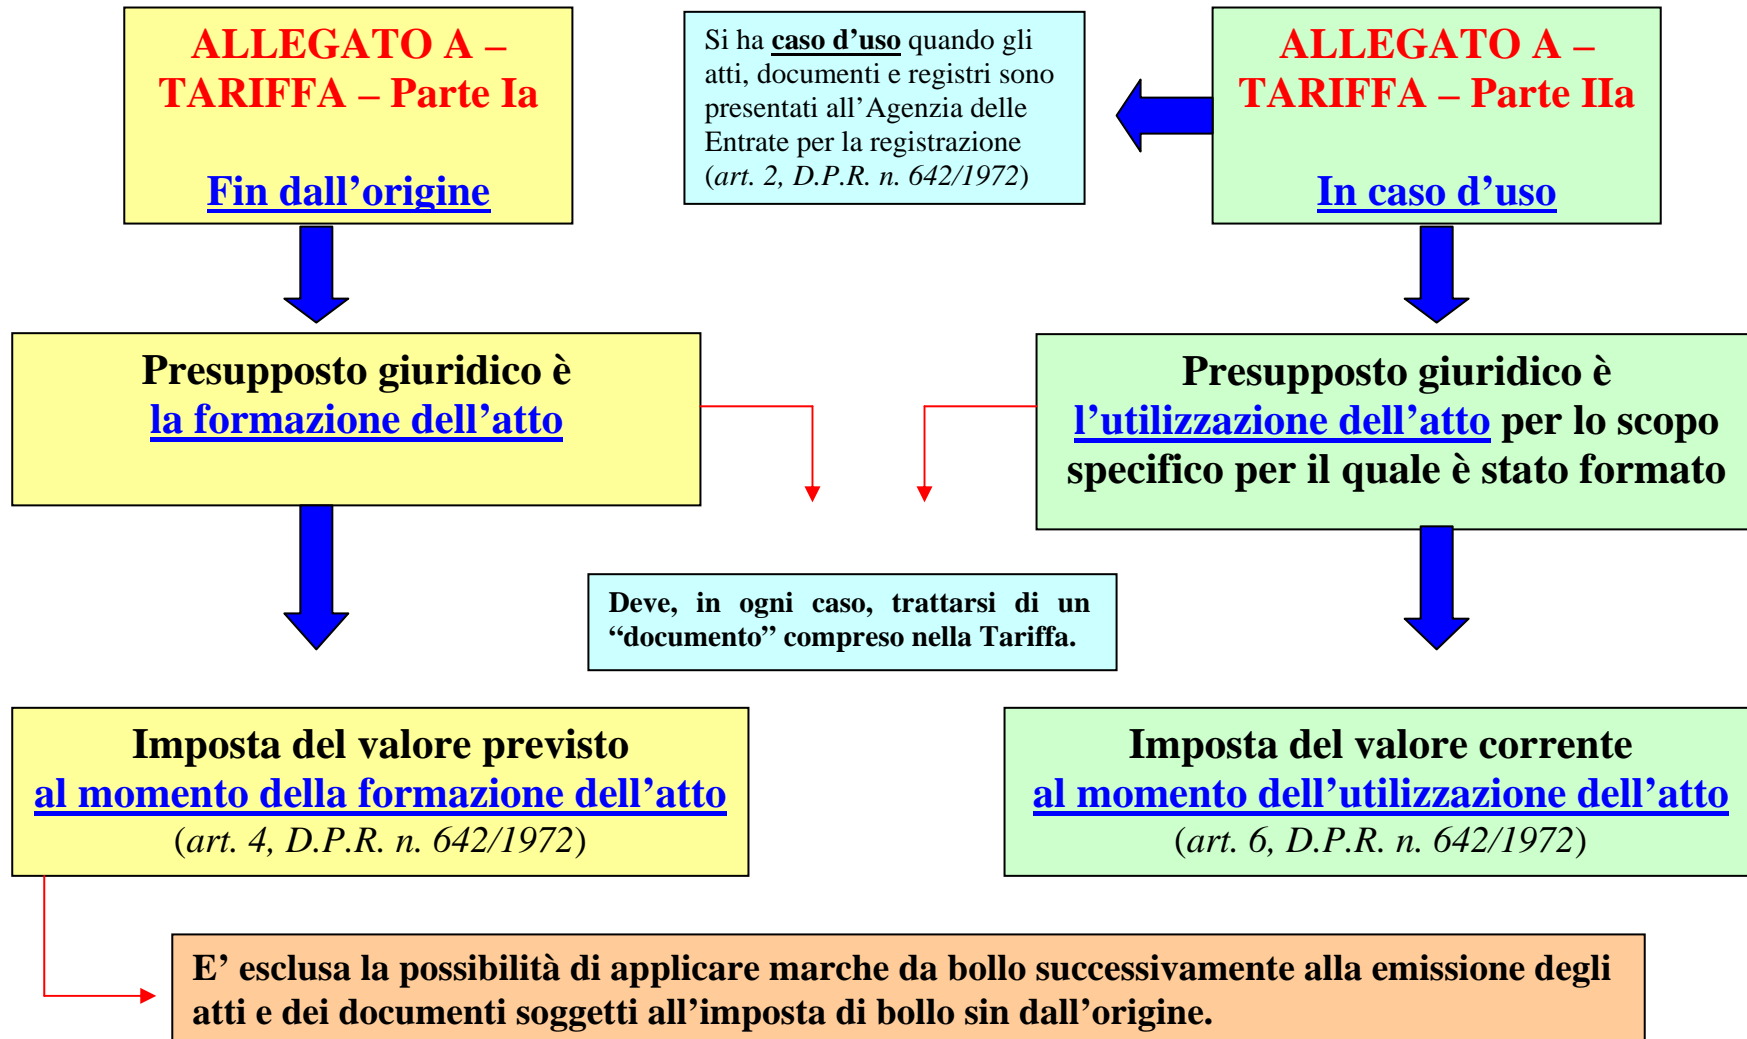 ALLEGATO A –
TARIFFA – Parte Ia
Fin dall’origine
Si ha caso d’uso quando gli
atti, documenti e registri sono
presentati all’Agenzia delle
Entrate per la registrazione
(art. 2, D.P.R. n. 642/1972)
ALLEGATO A –
TARIFFA – Parte IIa
In caso d’uso
Presupposto giuridico è
la formazione dell’atto
Presupposto giuridico è
l’utilizzazione dell’atto per lo scopo
specifico per il quale è stato formato
Deve, in ogni caso, trattarsi di un
“documento” compreso nella Tariffa.
Imposta del valore previsto
al momento della formazione dell’atto
(art. 4, D.P.R. n. 642/1972)
Imposta del valore corrente
al momento dell’utilizzazione dell’atto
(art. 6, D.P.R. n. 642/1972)
E’ esclusa la possibilità di applicare marche da bollo successivamente alla emissione degli
atti e dei documenti soggetti all’imposta di bollo sin dall’origine.